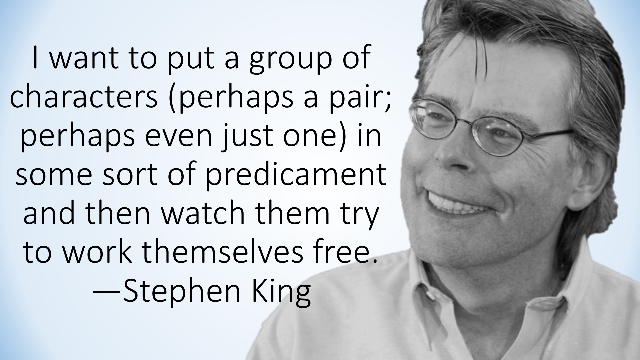 I want to put a group of
characters (perhaps a pair;
perhaps even just one) in
some sort of predicament
and then watch them try
to work themselves free.
—Stephen King